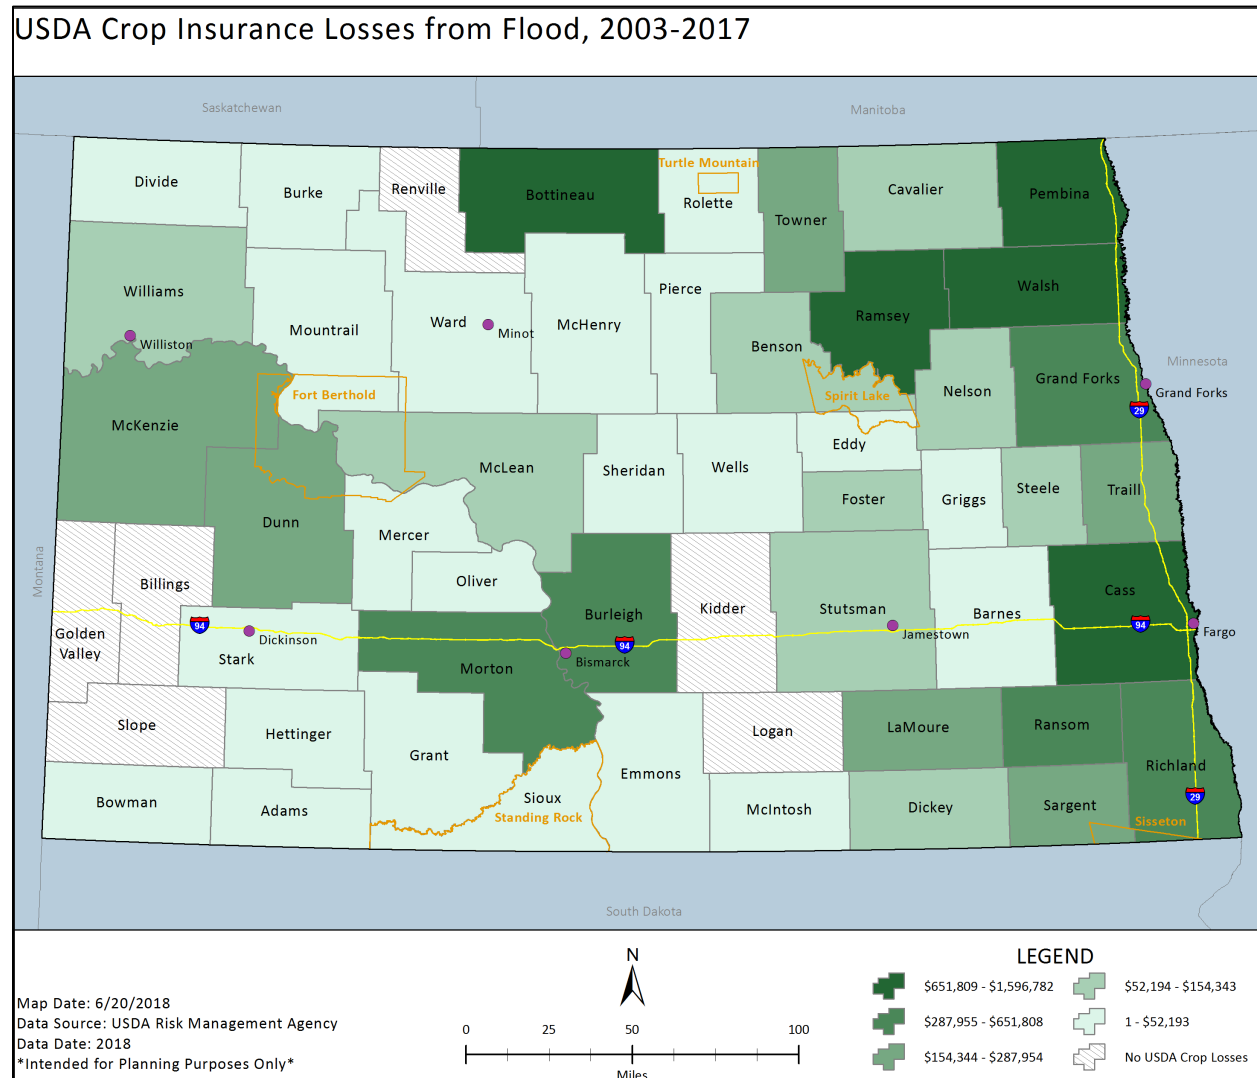 USDA Crop Insurance Losses from Flood, 2003-2017
Saskatchewan
Manitoba
Turtle Mountain
Divide
Burke
Renville
Bottineau
Rolette
Towner
Cavalier
Pembina
Williams
Mountrail
Ward
Minot
McHenry
Pierce
Ramsey
Walsh
Williston
Benson
Minnesota
Fort Berthold
Spirit Lake
Nelson
Grand Forks
Grand Forks
29
McKenzie
McLean
Sheridan
Wells
Eddy
Dunn
Foster
Griggs
Steele
Traill
Mercer
Oliver
Montana
Billings
Golden
Valley
94
Dickinson
Stark
Burleigh
94
Bismarck
Morton
Kidder
Stutsman
Jamestown
Barnes
Cass
94
Fargo
Slope
Hettinger
Grant
Emmons
Logan
LaMoure
Ransom
Richland
29
Bowman
Adams
Sioux
Standing Rock
McIntosh
Dickey
Sargent
Sisseton
South Dakota
N
LEGEND
$651,809 - $1,596,782
$52,194 - $154,343
$287,955 - $651,808
1 - $52,193
$154,344 - $287,954
No USDA Crop Losses
Map Date: 6/20/2018
Data Source: USDA Risk Management Agency
Data Date: 2018
*Intended for Planning Purposes Only*
0 25 50 100
Miles